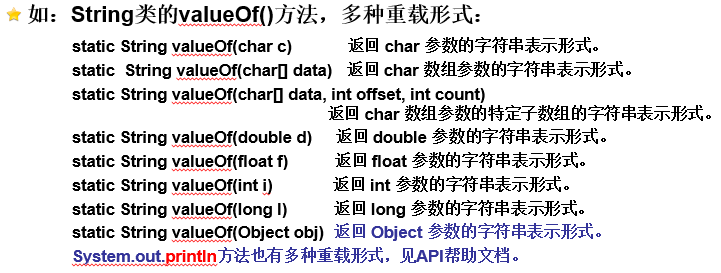 如：String类的valueOf()方法，多种重载形式：
static String valueOf(char c) 返回 char 参数的字符串表示形式。
static String valueOf(char[] data) 返回 char 数组参数的字符串表示形式。
static String valueOf(char[] data, int offset, int count)
返回 char 数组参数的特定子数组的字符串表示形式。
static String valueOf(double d) 返回 double 参数的字符串表示形式。
static String valueOf(float f) 返回 float 参数的字符串表示形式。
static String valueOf(int i) 返回 int 参数的字符串表示形式。
static String valueOf(long l) 返回 long 参数的字符串表示形式。
static String valueOf(Object obj) 返回 Object 参数的字符串表示形式。
System.out.println方法也有多种重载形式，见API帮助文档。